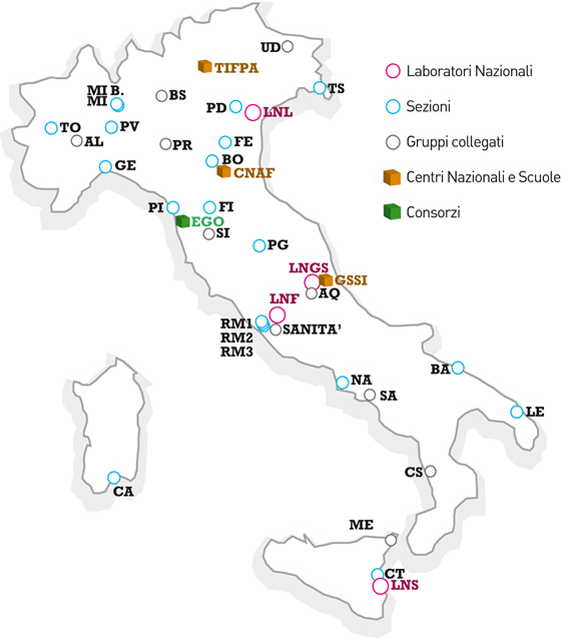 UD
TIFPA
TS
MI B.
MI
BS
PD
LNL
TO
PV
AL
PR
FE
BO
GE
CNAF
PI
FI
EGO
SI
PG
LNGS
GSSI
AQ
LNF
RM1
SANITA'
RM2
RM3
BA
NA
SA
LE
CS
CA
ME
CT
LNS
Laboratori Nazionali
Sezioni
Gruppi collegati
Centri Nazionali e Scuole
Consorzi